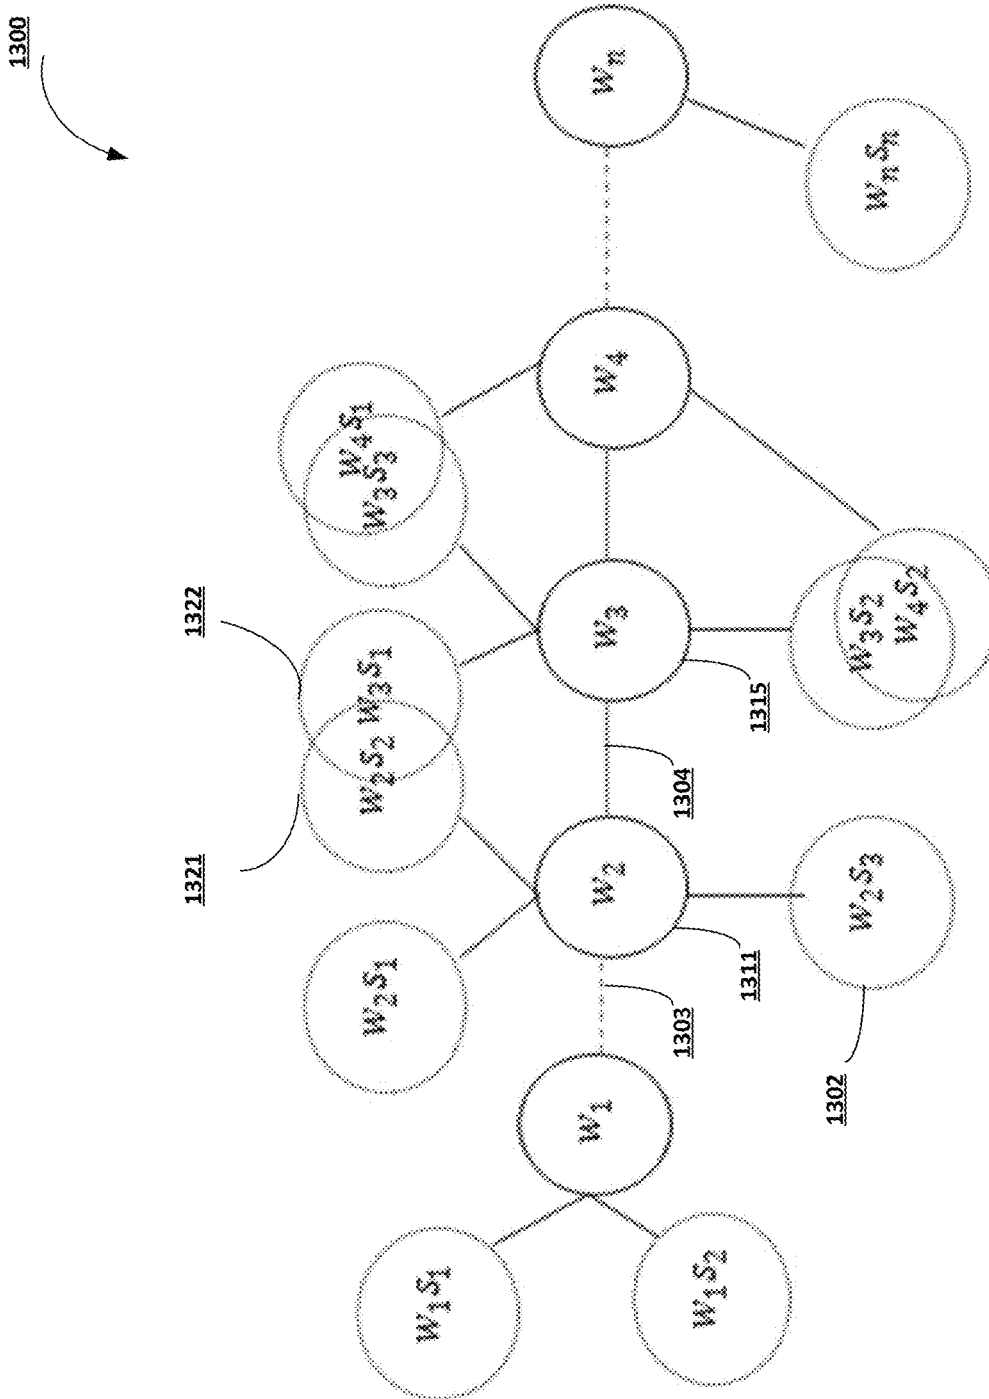 1300
W₁S₁
W₁S₂
W₁
W₂S₁
1303
1302
1311
W₂
W₂S₃
1321
W₂S₂
1304
1322
W₃S₁
1315
W₃
W₃S₂
W₄S₂
W₃S₃
W₄S₁
W₄
Wₙ
WₙSₙ